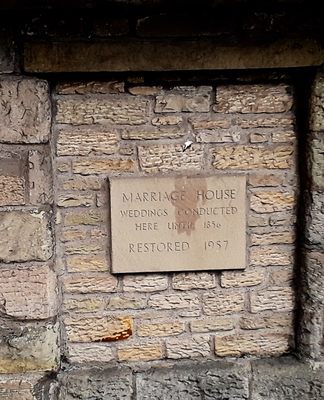 MARRIAGE HOUSE
WEDDINGS CONDUCTED
HERE UNTIL 1856
RESTORED 1957